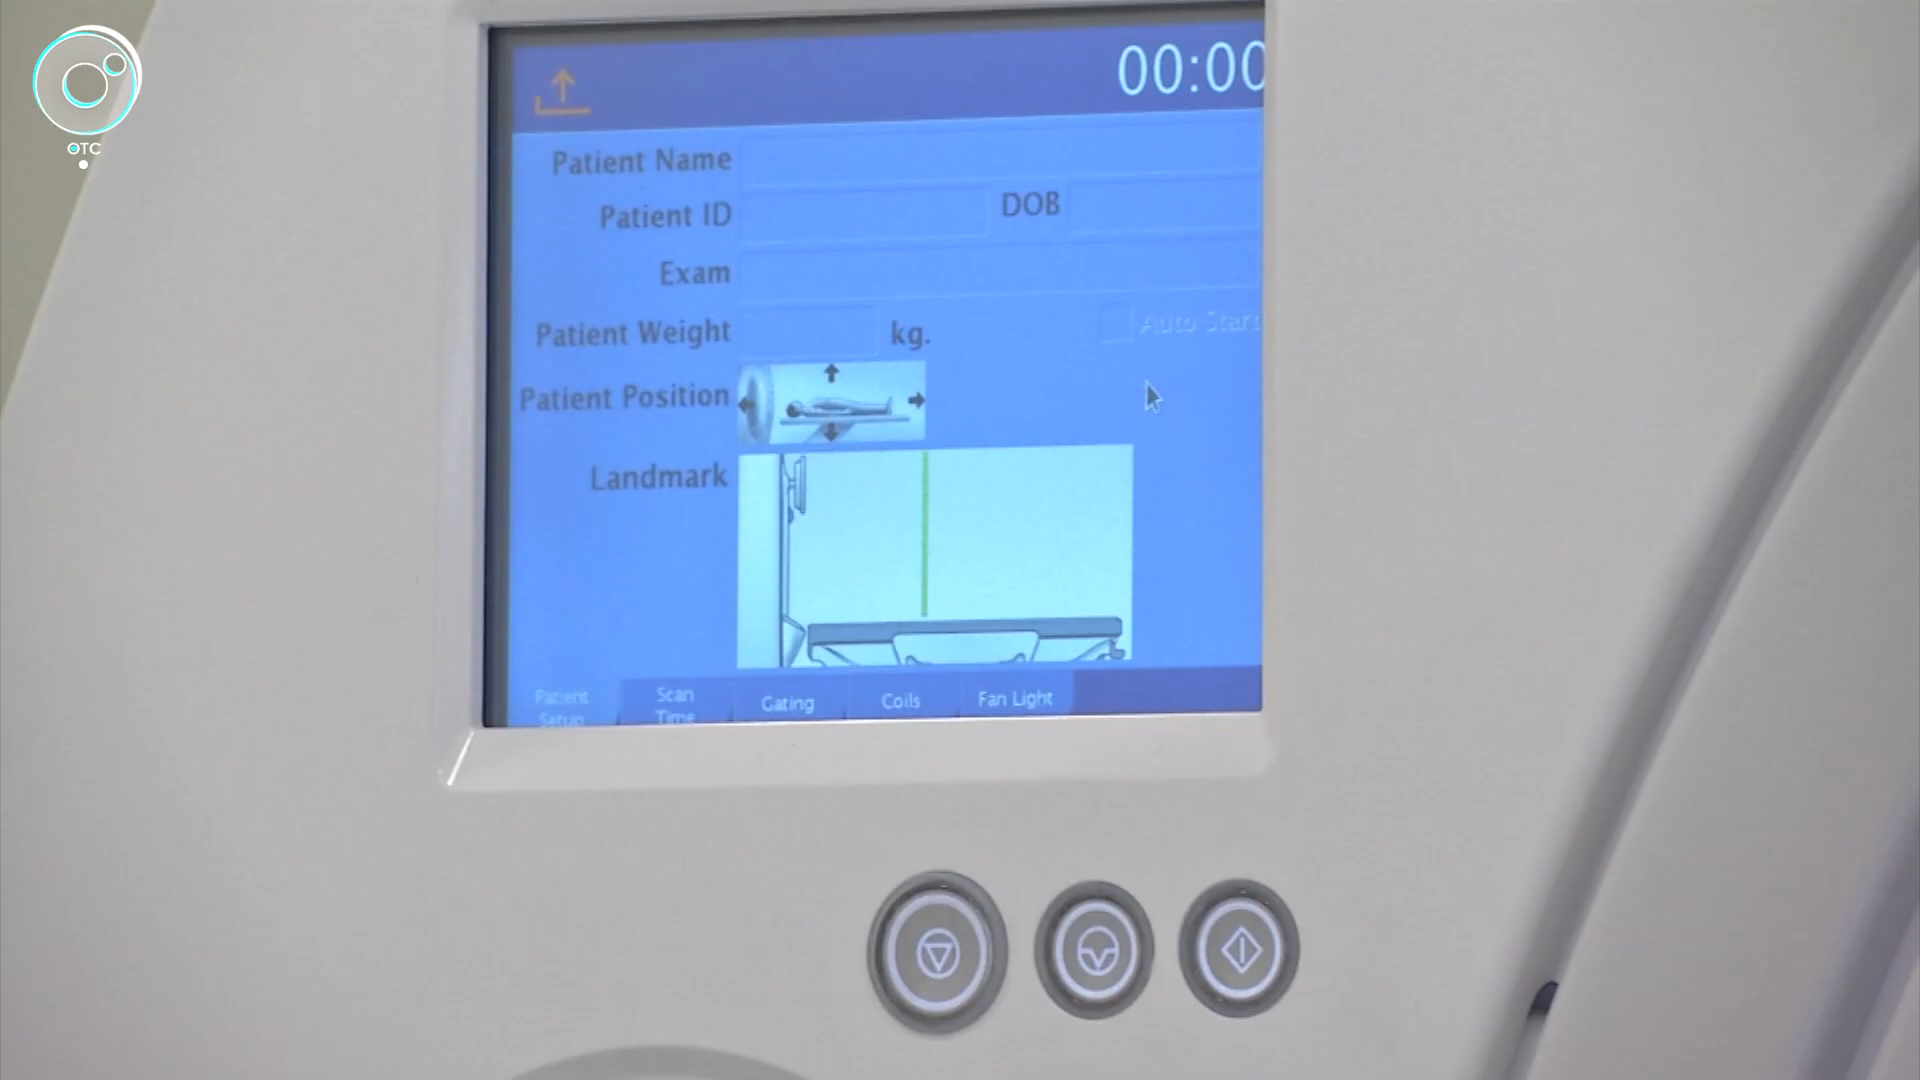 ОТС
00:00
Patient Name
Patient ID
DOB
Exam
Patient Weight
kg.
Auto Start
Patient Position
Landmark
Patient
Setup
Scan
Time
Gating
Coils
Fan Light